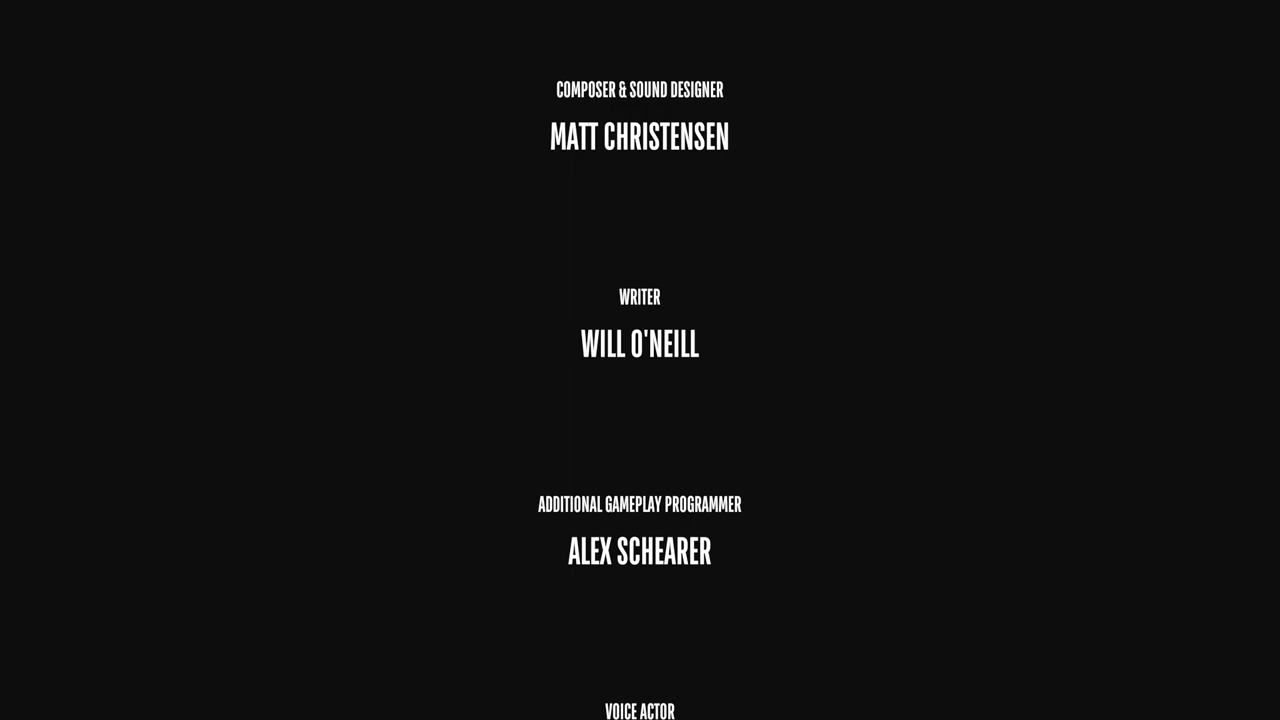 COMPOSER & SOUND DESIGNER
MATT CHRISTENSEN
WRITER
WILL O'NEILL
ADDITIONAL GAMEPLAY PROGRAMMER
ALEX SCHEARER
VOICE ACTOR